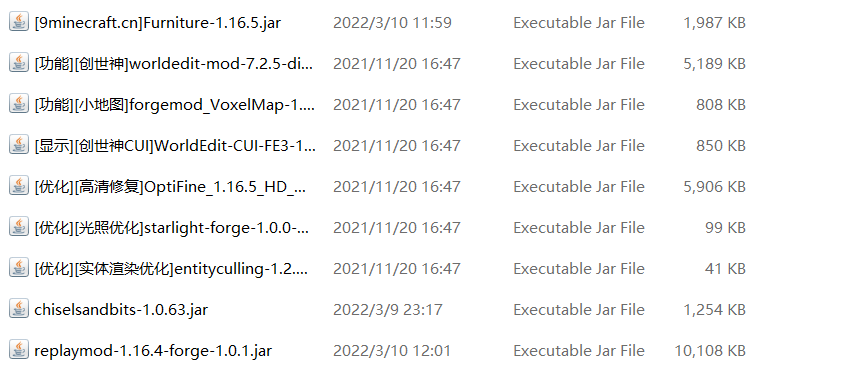 [9minecraft.cn]Furniture-1.16.5.jar 2022/3/10 11:59 Executable Jar File 1,987 KB
[功能][创世神]worldedit-mod-7.2.5-di... 2021/11/20 16:47 Executable Jar File 5,189 KB
[功能][小地图]forgemod_VoxelMap-1.... 2021/11/20 16:47 Executable Jar File 808 KB
[显示][创世神CUI]WorldEdit-CUI-FE3-1... 2021/11/20 16:47 Executable Jar File 850 KB
[优化][高清修复]OptiFine_1.16.5_HD_... 2021/11/20 16:47 Executable Jar File 5,906 KB
[优化][光照优化]starlight-forge-1.0.0-... 2021/11/20 16:47 Executable Jar File 99 KB
[优化][实体渲染优化]entityculling-1.2.... 2021/11/20 16:47 Executable Jar File 41 KB
chiselsandbits-1.0.63.jar 2022/3/9 23:17 Executable Jar File 1,254 KB
replaymod-1.16.4-forge-1.0.1.jar 2022/3/10 12:01 Executable Jar File 10,108 KB